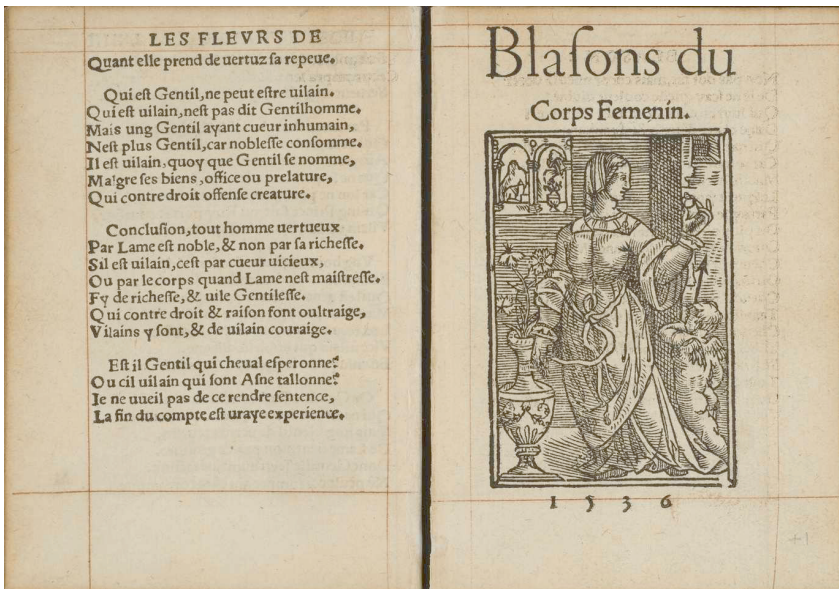 LES FLEVRS DE
Quant elle prend de uertuz sa repeue.
Qui est Gentil, ne peut estre uilain.
Qui est uilain, nest pas dit Gentilhomme.
Mais ung Gentil ayant cueur inhumain,
Nest plus Gentil, car noblesse consomme.
Il est uilain, quoy que Gentil se nomme,
Malgre ses biens, office ou prelature,
Qui contre droit offense creature.
Conclusion, tout homme uertueux
Par Lame est noble, & non par sa richesse.
Sil est uilain, cest par cueur uicieux,
Ou par le corps quand Lame nest maistresse.
Fy de richesse, & uile Gentilesse.
Qui contre droit & raison font oultraige,
Vilains y sont, & de uilain couraige.
Est il Gentil qui cheual esperonne?
Ou cil uilain qui sont Asne tallonne?
Ie ne uueil pas de ce rendre sentence,
La fin du compte est uraye experience.
Blasons du
Corps Femenin.
1536
+1